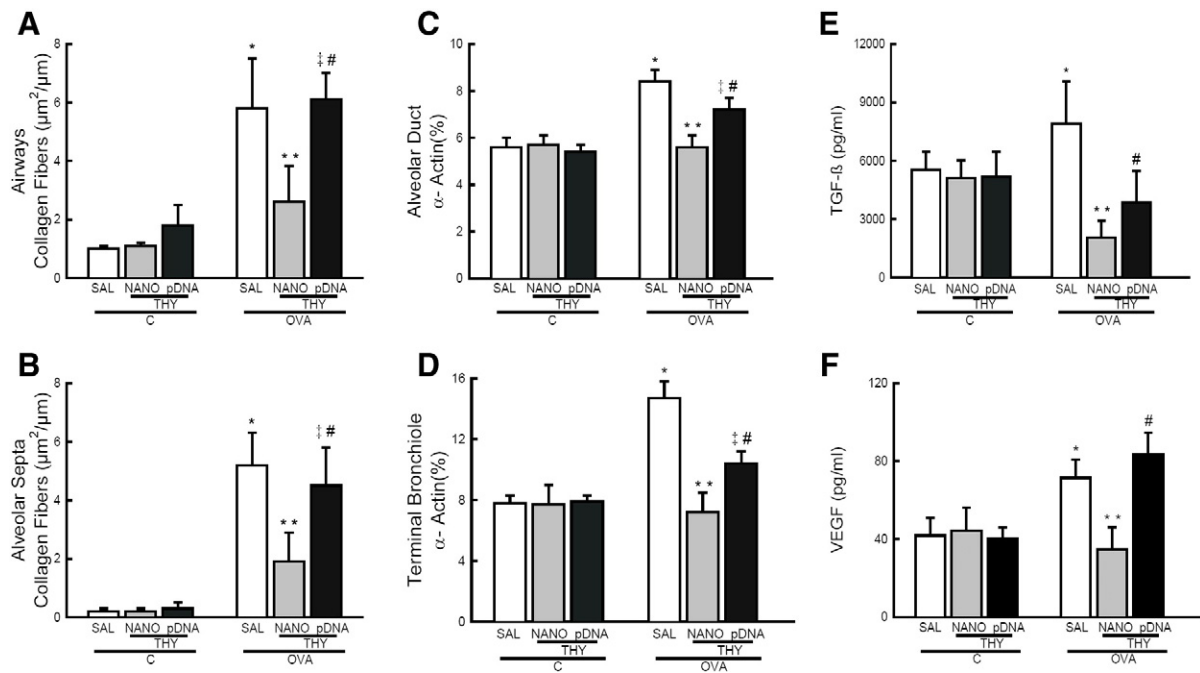 A
Airways
Collagen Fibers (µm²/µm)
8
6
4
2
0
*
* *
‡ #
SAL NANO pDNA SAL NANO pDNA
THY THY
C OVA
B
Alveolar Septa
Collagen Fibers (µm²/µm)
8
6
4
2
0
*
* *
‡ #
SAL NANO pDNA SAL NANO pDNA
THY THY
C OVA
C
Alveolar Duct
α- Actin(%)
10
8
6
4
2
0
*
* *
‡ #
SAL NANO pDNA SAL NANO pDNA
THY THY
C OVA
D
Terminal Bronchiole
α- Actin(%)
16
12
8
4
0
*
* *
‡ #
SAL NANO pDNA SAL NANO pDNA
THY THY
C OVA
E
TGF-ß (pg/ml)
12000
9000
6000
3000
0
*
* *
#
SAL NANO pDNA SAL NANO pDNA
THY THY
C OVA
F
VEGF (pg/ml)
120
80
40
0
*
* *
#
SAL NANO pDNA SAL NANO pDNA
THY THY
C OVA